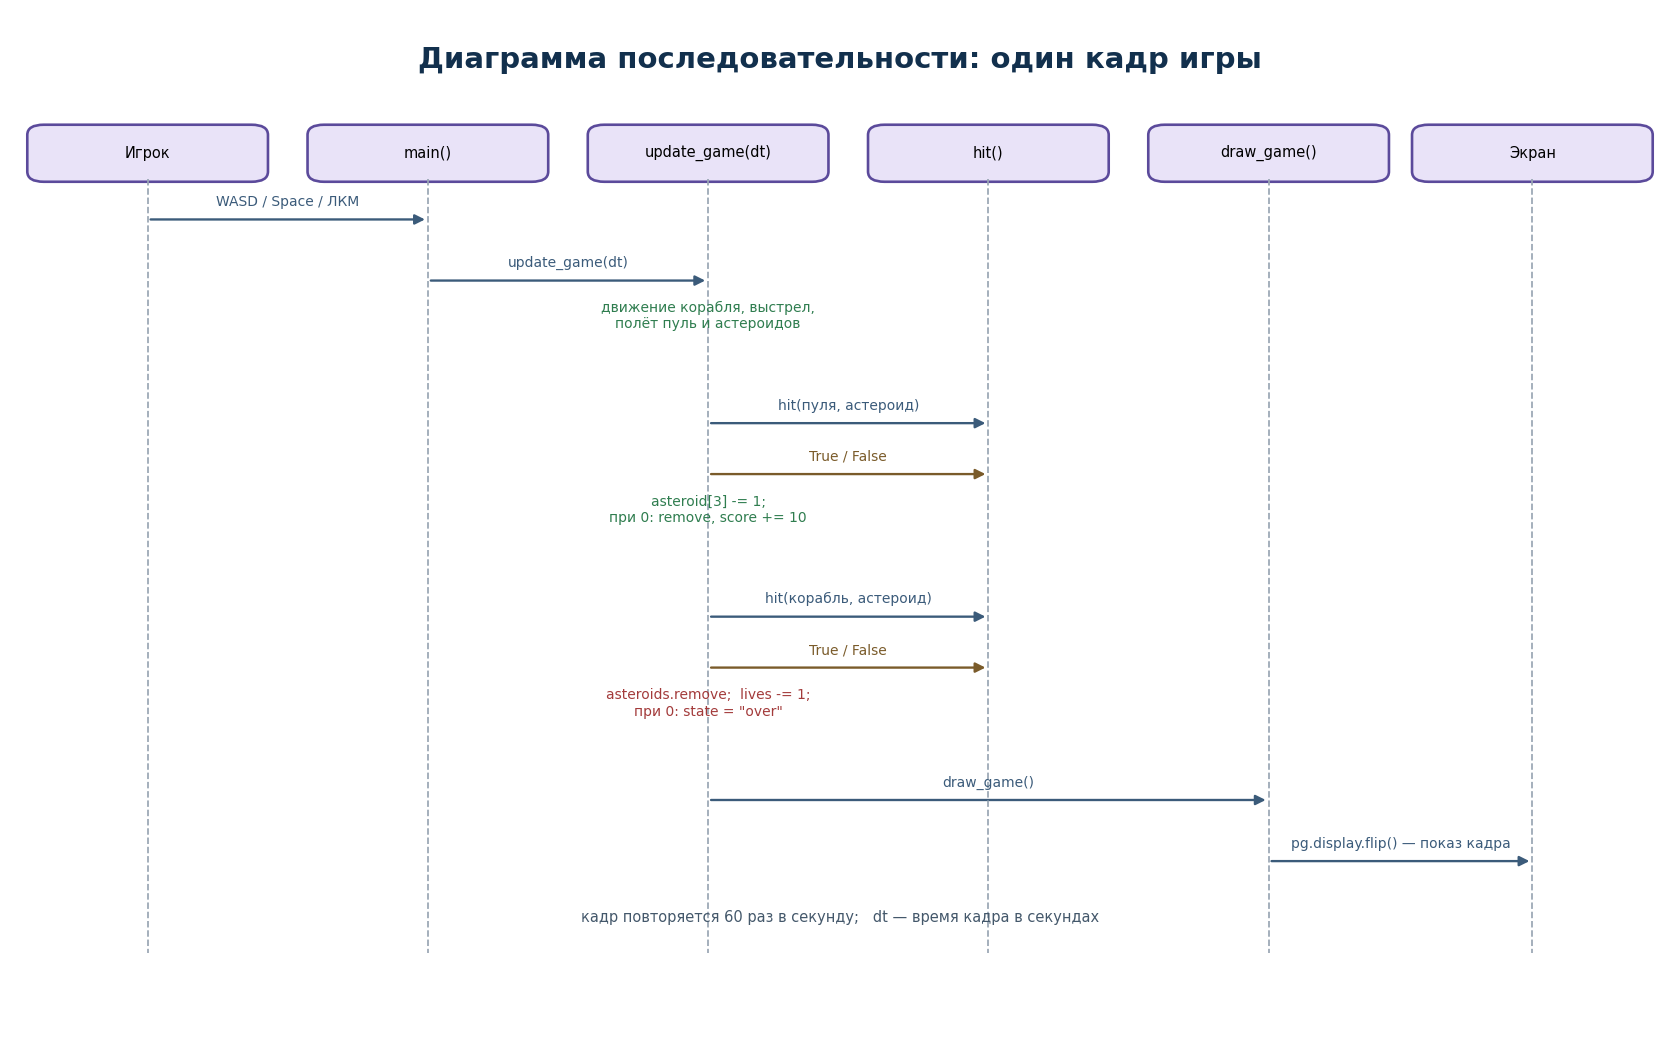 Диаграмма последовательности: один кадр игры
Игрок
main()
update_game(dt)
hit()
draw_game()
Экран
WASD / Space / ЛКМ
update_game(dt)
движение корабля, выстрел,
полёт пуль и астероидов
hit(пуля, астероид)
True / False
asteroid[3] -= 1;
при 0: remove, score += 10
hit(корабль, астероид)
True / False
asteroids.remove;  lives -= 1;
при 0: state = "over"
draw_game()
pg.display.flip() — показ кадра
кадр повторяется 60 раз в секунду;   dt — время кадра в секундах